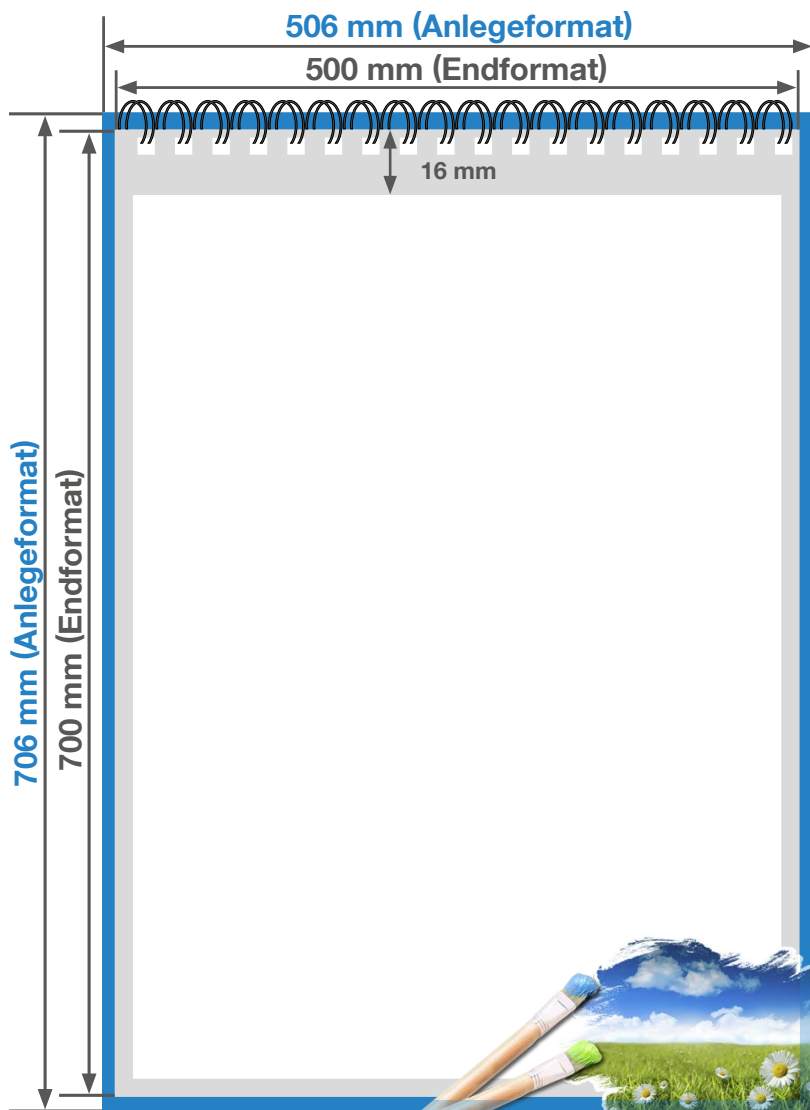 506 mm (Anlegeformat)
500 mm (Endformat)
16 mm
706 mm (Anlegeformat)
700 mm (Endformat)